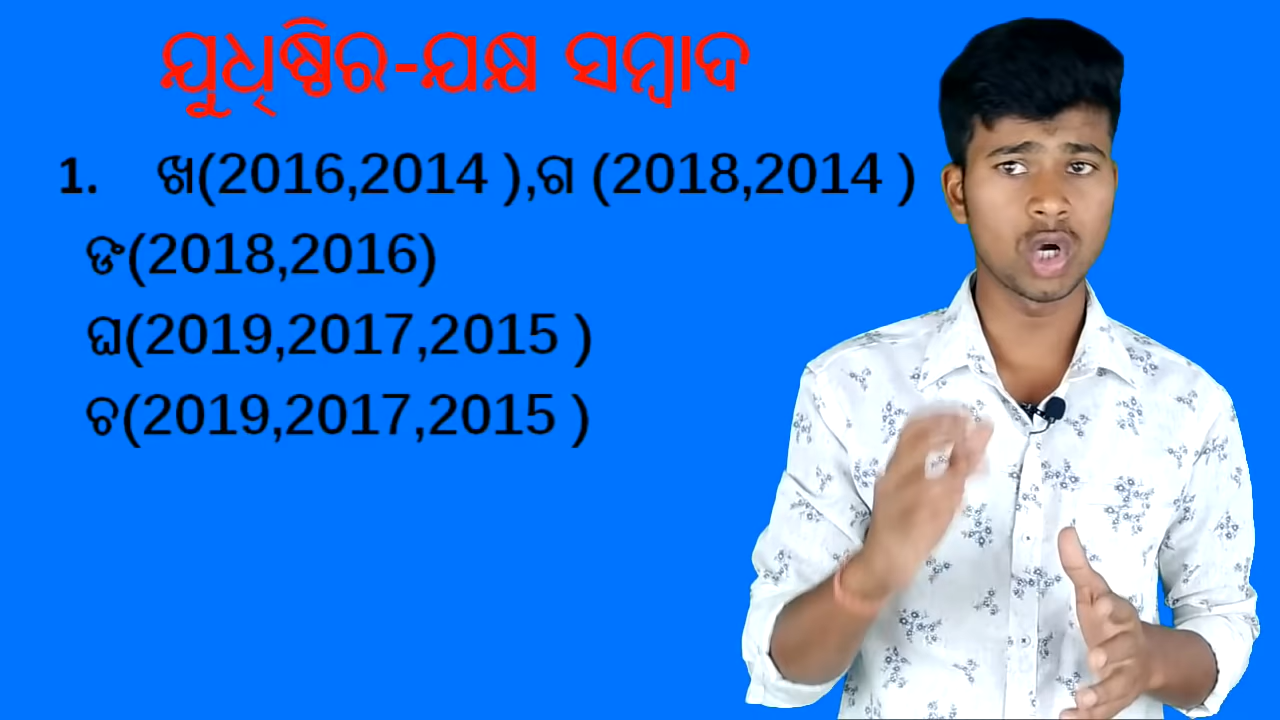 ଯୁଧିଷ୍ଠିର-ଯକ୍ଷ ସମ୍ବାଦ
1. ଖ(2016,2014 ),ଗ (2018,2014 )
ଙ(2018,2016)
ଘ(2019,2017,2015 )
ଚ(2019,2017,2015 )